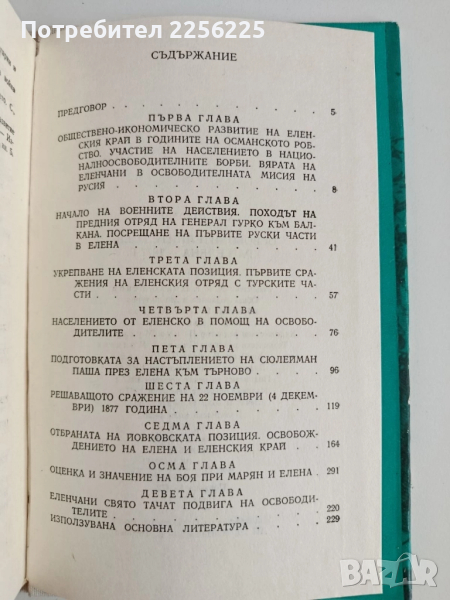 Потребител 2256225
СЪДЪРЖАНИЕ
ПРЕДГОВОР . . . . . . . . . . 5
ПЪРВА ГЛАВА
ОБЩЕСТВЕНО-ИКОНОМИЧЕСКО РАЗВИТИЕ НА ЕЛЕН-
СКИЯ КРАЙ В ГОДИНИТЕ НА ОСМАНСКОТО РОБ-
СТВО. УЧАСТИЕ НА НАСЕЛЕНИЕТО В НАЦИО-
НАЛНООСВОБОДИТЕЛНИТЕ БОРБИ. ВЯРАТА НА
ЕЛЕНЧАНИ В ОСВОБОДИТЕЛНАТА МИСИЯ НА
РУСИЯ . . . . . . . . . . 8
ВТОРА ГЛАВА
НАЧАЛО НА ВОЕННИТЕ ДЕЙСТВИЯ. ПОХОДЪТ НА
ПРЕДНИЯ ОТРЯД НА ГЕНЕРАЛ ГУРКО КЪМ БАЛ-
КАНА. ПОСРЕЩАНЕ НА ПЪРВИТЕ РУСКИ ЧАСТИ
В ЕЛЕНА . . . . . . . . . . 41
ТРЕТА ГЛАВА
УКРЕПВАНЕ НА ЕЛЕНСКАТА ПОЗИЦИЯ. ПЪРВИТЕ СРА-
ЖЕНИЯ НА ЕЛЕНСКИЯ ОТРЯД С ТУРСКИТЕ ЧА-
СТИ . . . . . . . . . . 57
ЧЕТВЪРТА ГЛАВА
НАСЕЛЕНИЕТО ОТ ЕЛЕНСКО В ПОМОЩ НА ОСВОБО-
ДИТЕЛИТЕ . . . . . . . . . . 76
ПЕТА ГЛАВА
ПОДГОТОВКАТА ЗА НАСТЪПЛЕНИЕТО НА СЮЛЕЙМАН
ПАША ПРЕЗ ЕЛЕНА КЪМ ТЪРНОВО . . . . 96
ШЕСТА ГЛАВА
РЕШАВАЩОТО СРАЖЕНИЕ НА 22 НОЕМВРИ (4 ДЕКЕМ-
ВРИ) 1877 ГОДИНА . . . . . . . 119
СЕДМА ГЛАВА
ОТБРАНАТА НА ЙОВКОВСКАТА ПОЗИЦИЯ. ОСВОБОЖ-
ДЕНИЕТО НА ЕЛЕНА И ЕЛЕНСКИЯ КРАЙ . . 164
ОСМА ГЛАВА
ОЦЕНКА И ЗНАЧЕНИЕ НА БОЯ ПРИ МАРЯН И ЕЛЕНА . 291
ДЕВЕТА ГЛАВА
ЕЛЕНЧАНИ СВЯТО ТАЧАТ ПОДВИГА НА ОСВОБОДИ-
ТЕЛИТЕ . . . . . . . . . . 220
ИЗПОЛЗУВАНА ОСНОВНА ЛИТЕРАТУРА . . . . 229
BAZAR